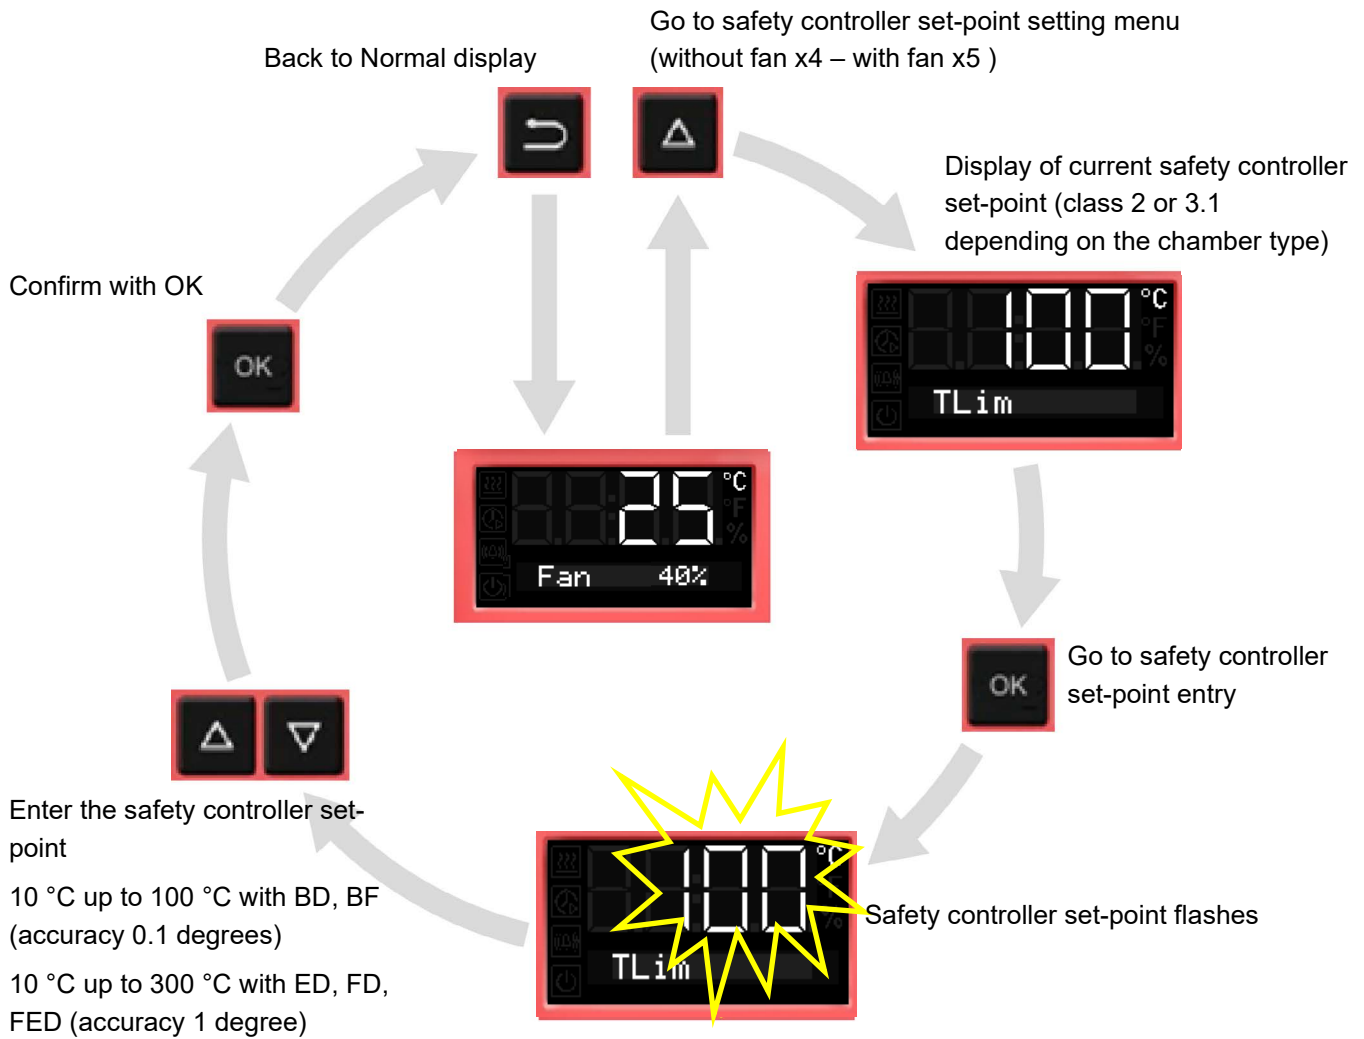 Go to safety controller set-point setting menu
(without fan x4 – with fan x5 )
Back to Normal display
Display of current safety controller
set-point (class 2 or 3.1
depending on the chamber type)
100 °C
°F
%
TLim
Confirm with OK
OK
25 °C
°F
%
Fan 40%
Go to safety controller
set-point entry
OK
Enter the safety controller set-
point
10 °C up to 100 °C with BD, BF
(accuracy 0.1 degrees)
10 °C up to 300 °C with ED, FD,
FED (accuracy 1 degree)
100 °C
TLim
Safety controller set-point flashes